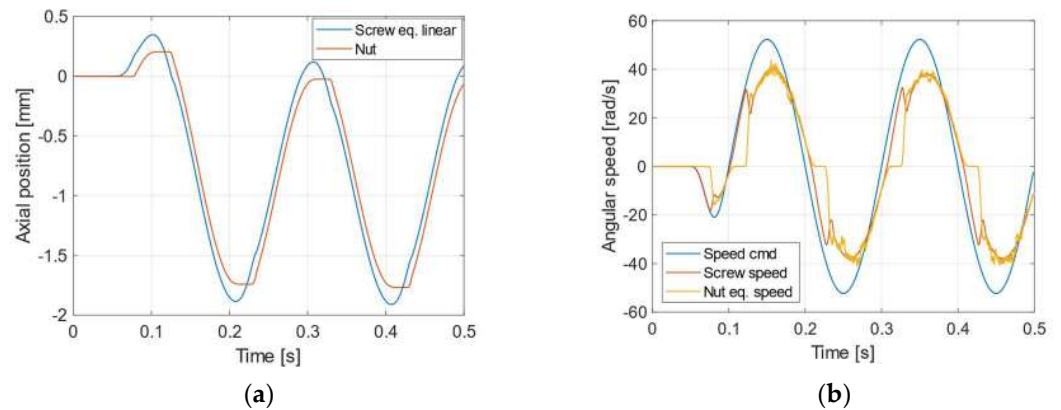 0.5
0
-0.5
-1
-1.5
-2
0 0.1 0.2 0.3 0.4 0.5
Axial position [mm]
Time [s]
Screw eq. linear
Nut
(a)
60
40
20
0
-20
-40
-60
0 0.1 0.2 0.3 0.4 0.5
Angular speed [rad/s]
Time [s]
Speed cmd
Screw speed
Nut eq. speed
(b)